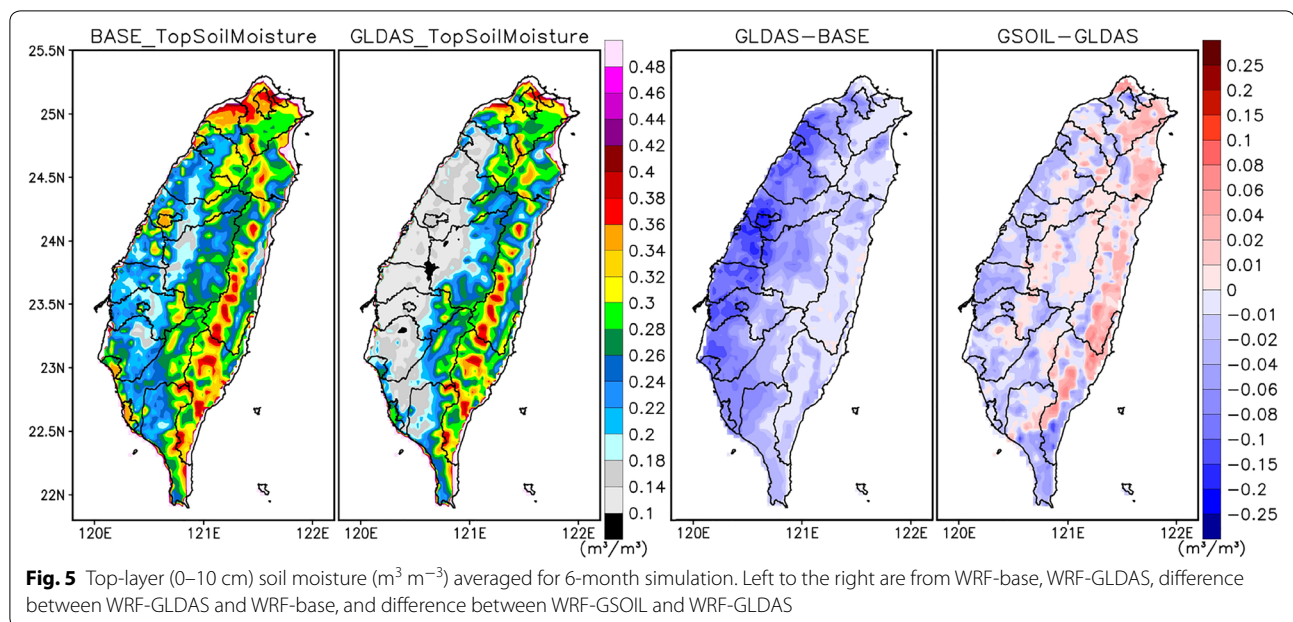 BASE_TopSoilMoisture GLDAS_TopSoilMoisture GLDAS−BASE GSOIL−GLDAS
25.5N
25N
24.5N
24N
23.5N
23N
22.5N
22N
0.48
0.46
0.44
0.42
0.4
0.38
0.36
0.34
0.32
0.3
0.28
0.26
0.24
0.22
0.2
0.18
0.14
0.1
0.25
0.2
0.1
0.08
0.06
0.04
0.02
0.01
0
−0.01
−0.04
−0.06
−0.08
−0.1
−0.15
−0.2
−0.25
120E 121E 122E 120E 121E 122E 120E 121E 122E 120E 121E 122E
(m³/m³) (m³/m³)
Fig. 5 Top-layer (0–10 cm) soil moisture (m³ m⁻³) averaged for 6-month simulation. Left to the right are from WRF-base, WRF-GLDAS, difference
between WRF-GLDAS and WRF-base, and difference between WRF-GSOIL and WRF-GLDAS